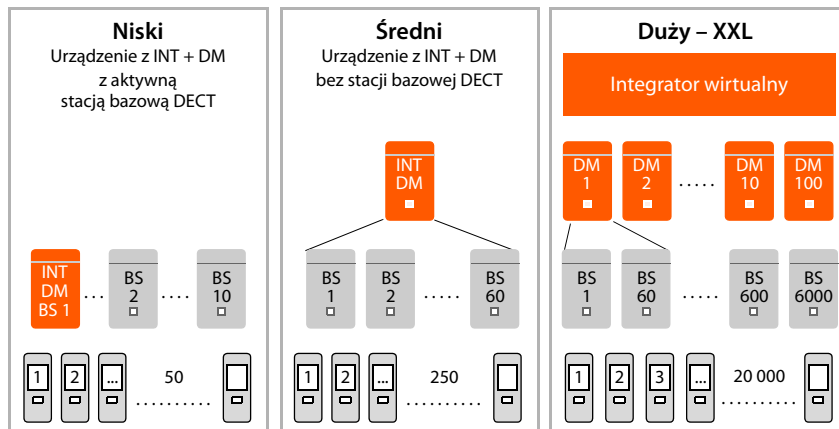 Niski
Urządzenie z INT + DM
z aktywną
stacją bazową DECT
INT
DM
BS 1
...
BS
2
....
BS
10
1 2 ... 50
..........
Średni
Urządzenie z INT + DM
bez stacji bazowej DECT
INT
DM
BS
1
BS
2
.....
BS
60
1 2 ... 250
..........
Duży – XXL
Integrator wirtualny
DM
1
DM
2
.....
DM
10
DM
100
BS
1
BS
60
.....
BS
600
BS
6000
1 2 3 ... 20 000
..........